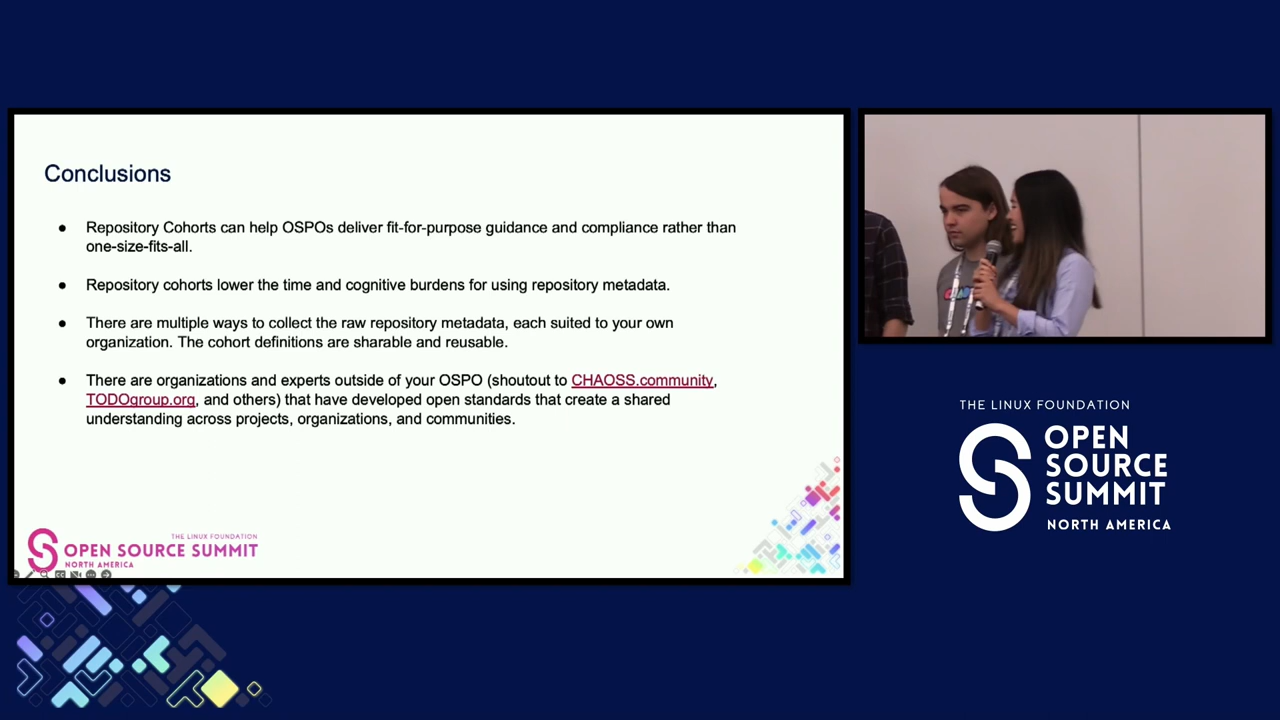 Conclusions
● Repository Cohorts can help OSPOs deliver fit-for-purpose guidance and compliance rather than
one-size-fits-all.
● Repository cohorts lower the time and cognitive burdens for using repository metadata.
● There are multiple ways to collect the raw repository metadata, each suited to your own
organization. The cohort definitions are sharable and reusable.
● There are organizations and experts outside of your OSPO (shoutout to CHAOSS.community,
TODOgroup.org, and others) that have developed open standards that create a shared
understanding across projects, organizations, and communities.
THE LINUX FOUNDATION
OPEN SOURCE SUMMIT
NORTH AMERICA
THE LINUX FOUNDATION
OPEN
SOURCE
SUMMIT
NORTH AMERICA